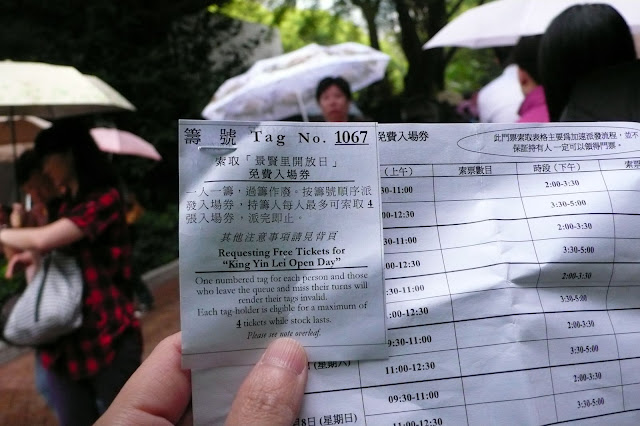 籌 號 Tag No. 1067
索取「景賢里開放日」
免費入場券
一人一籌，過籌作廢。按籌號順序派
發入場券，持籌人每人最多可索取 4
張入場券，派完即止。
其他注意事項請見背頁
Requesting Free Tickets for
“King Yin Lei Open Day”
One numbered tag for each person and those
who leave the queue and miss their turns will
render their tags invalid.
Each tag-holder is eligible for a maximum of
4 tickets while stock lasts.
Please see note overleaf.
免費入場券
此門票索取表格主要為加速派發流程，並不
保証持有人一定可以領得門票。
(上午) 索票數目 時段 (下午) 索票
0-11:00 2:00-3:30
0-12:30 3:30-5:00
0-11:00 2:00-3:30
0-12:30 3:30-5:00
0-11:00 2:00-3:30
0-12:30 3:30-5:00
09:30-11:00 2:00-3:30
(星期六) 11:00-12:30 3:30-5:00
09:30-11:00 2:00-3:30
月8日 (星期日) 11:00-12:30 3:30-5:00